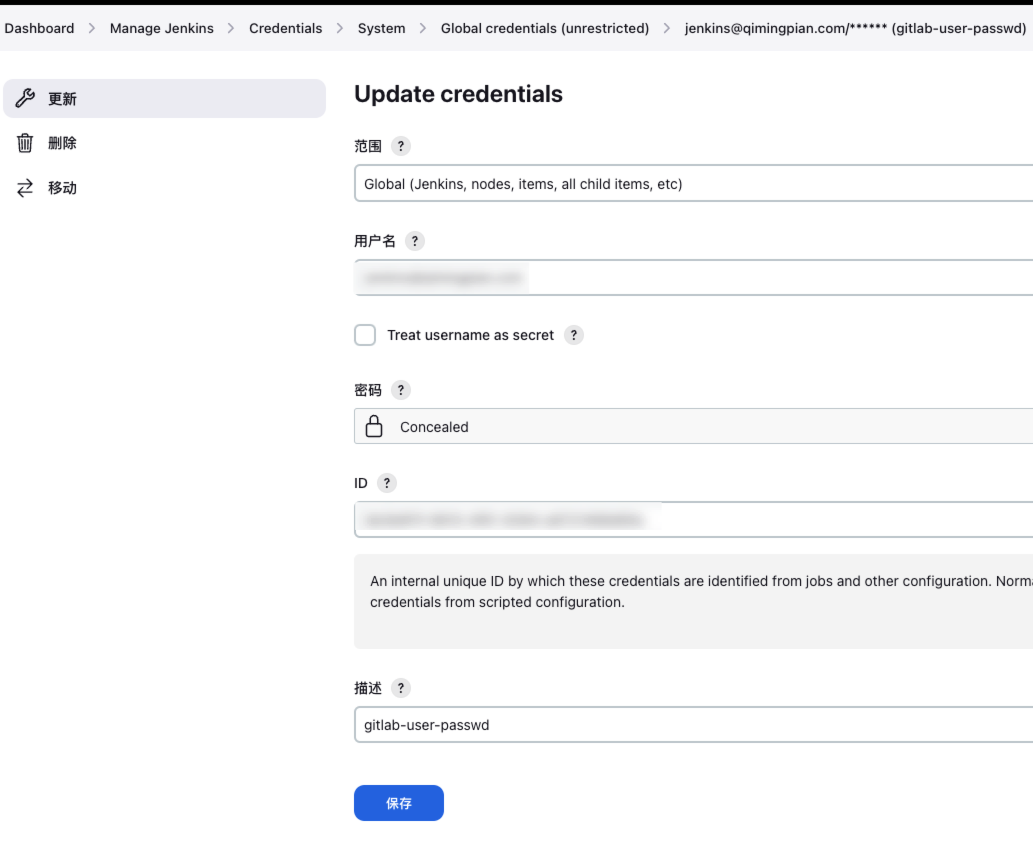 Dashboard > Manage Jenkins > Credentials > System > Global credentials (unrestricted) > jenkins@qimingpian.com/****** (gitlab-user-passwd)
更新
删除
移动
Update credentials
范围 ?
Global (Jenkins, nodes, items, all child items, etc)
用户名 ?
Treat username as secret ?
密码 ?
Concealed
ID ?
An internal unique ID by which these credentials are identified from jobs and other configuration.
credentials from scripted configuration.
描述 ?
gitlab-user-passwd
保存